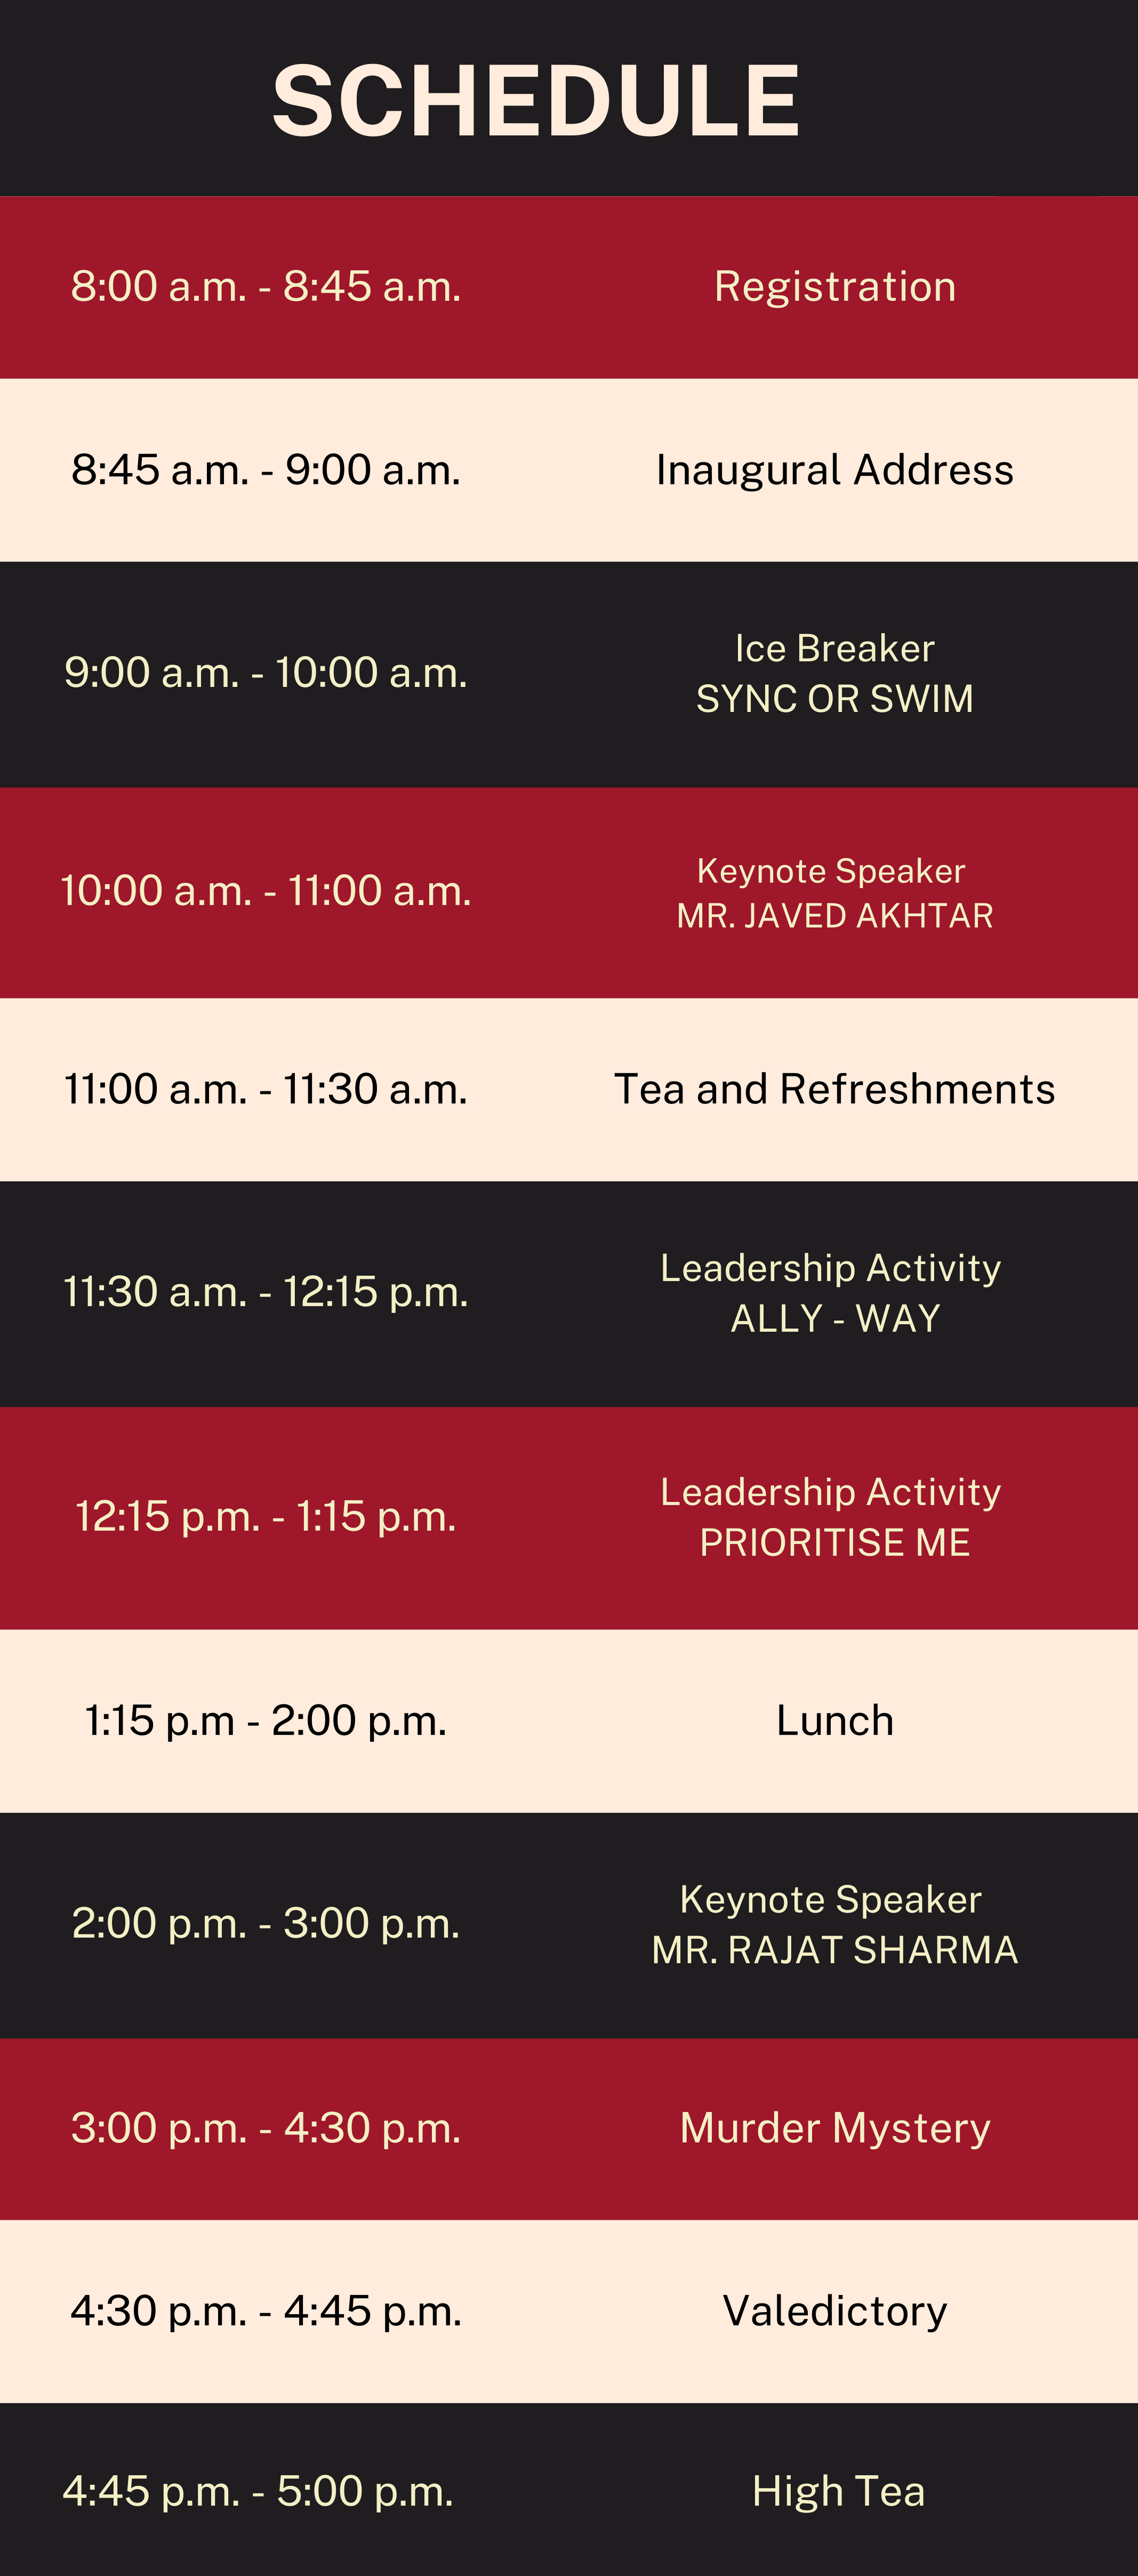 SCHEDULE
8:00 a.m. - 8:45 a.m. Registration
8:45 a.m. - 9:00 a.m. Inaugural Address
9:00 a.m. - 10:00 a.m.
Ice Breaker
SYNC OR SWIM
10:00 a.m. - 11:00 a.m.
Keynote Speaker
MR. JAVED AKHTAR
11:00 a.m. - 11:30 a.m. Tea and Refreshments
11:30 a.m. - 12:15 p.m.
Leadership Activity
ALLY - WAY
12:15 p.m. - 1:15 p.m.
Leadership Activity
PRIORITISE ME
1:15 p.m - 2:00 p.m. Lunch
2:00 p.m. - 3:00 p.m.
Keynote Speaker
MR. RAJAT SHARMA
3:00 p.m. - 4:30 p.m. Murder Mystery
4:30 p.m. - 4:45 p.m. Valedictory
4:45 p.m. - 5:00 p.m. High Tea